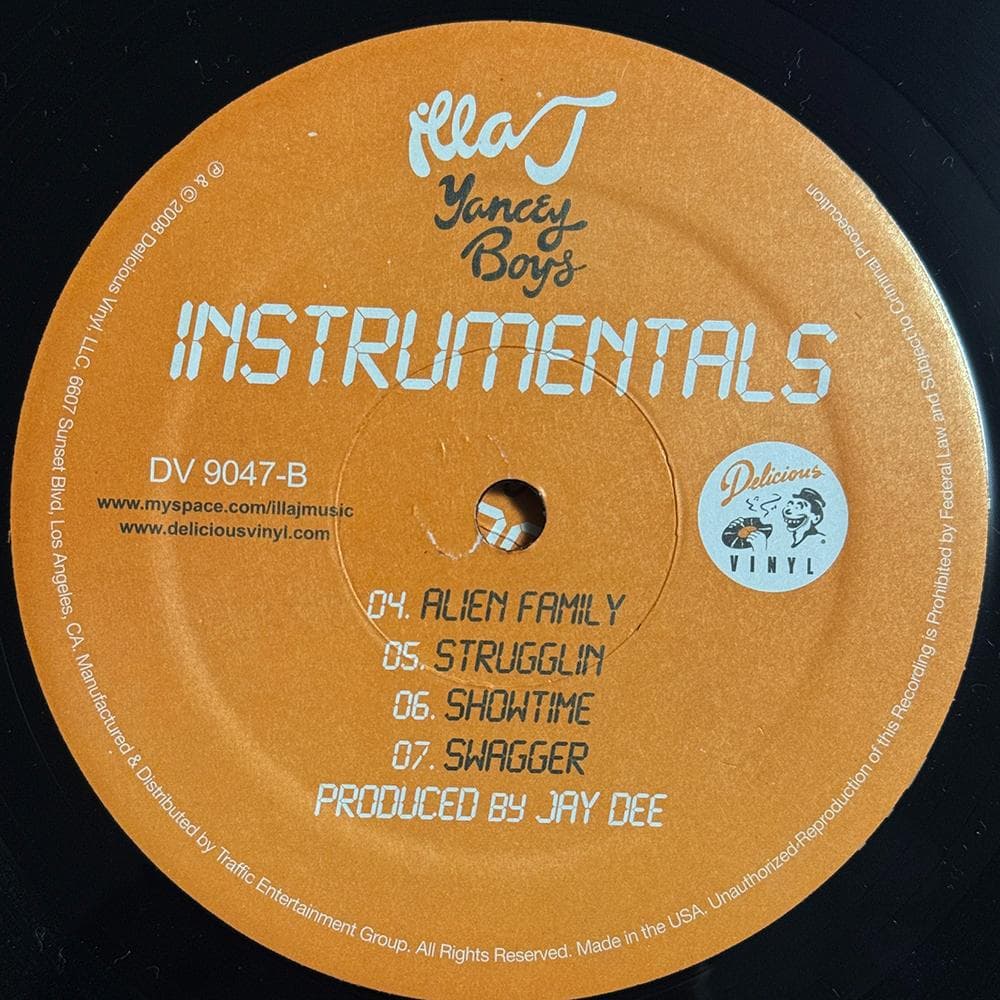 illa J
Yancey
Boys
INSTRUMENTALS
DV 9047-B
www.myspace.com/illajmusic
www.deliciousvinyl.com
Delicious
VINYL
04. ALIEN FAMILY
05. STRUGGLIN
06. SHOWTIME
07. SWAGGER
PRODUCED BY JAY DEE
℗ & © 2008 Delicious Vinyl, LLC. 6607 Sunset Blvd. Los Angeles, CA. Manufactured & Distributed by Traffic Entertainment Group. All Rights Reserved. Made in the USA. Unauthorized Reproduction of this Recording is Prohibited by Federal Law and Subject to Criminal Prosecution